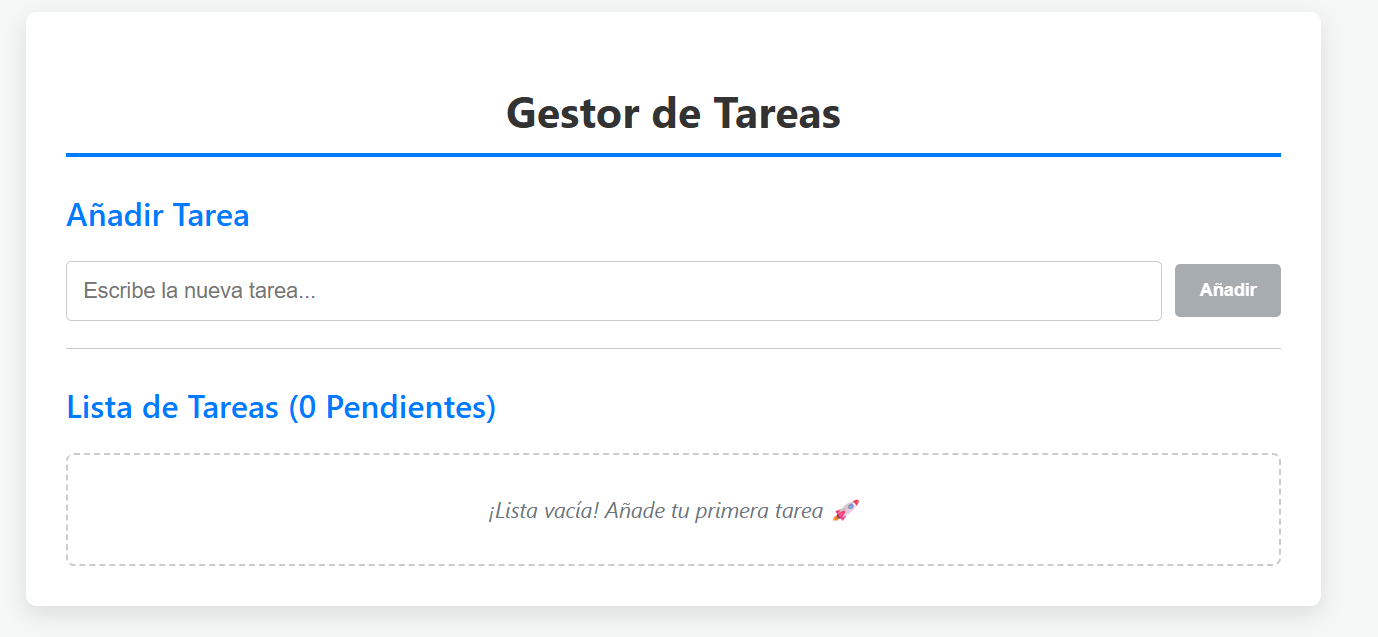 Gestor de Tareas
Añadir Tarea
Escribe la nueva tarea...
Añadir
Lista de Tareas (0 Pendientes)
¡Lista vacía! Añade tu primera tarea 🚀